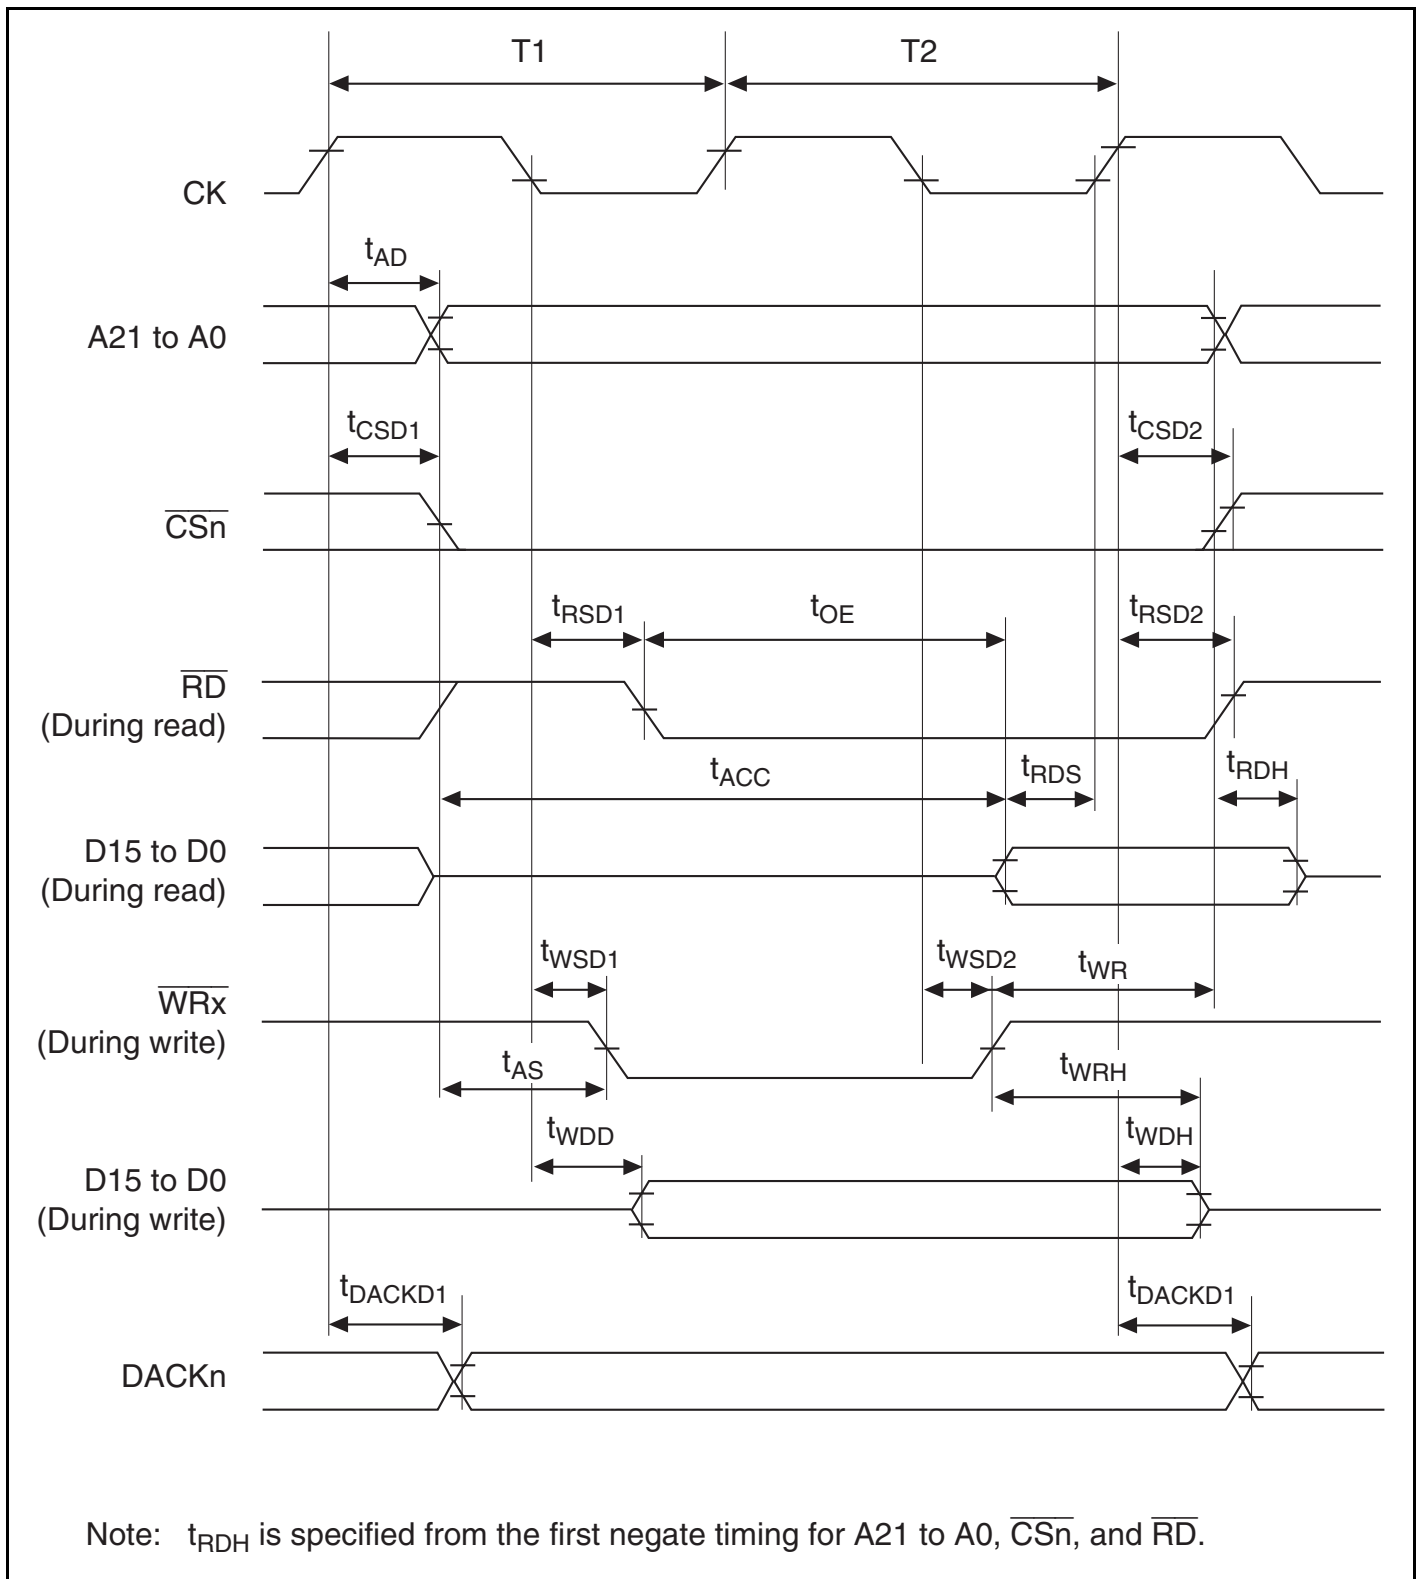 T1 T2
CK
tAD
A21 to A0
tCSD1 tCSD2
CSn
tRSD1 tOE tRSD2
RD
(During read)
tACC tRDS tRDH
D15 to D0
(During read)
tWSD1 tWSD2 tWR
WRx
(During write)
tAS tWRH
tWDD tWDH
D15 to D0
(During write)
tDACKD1 tDACKD1
DACKn
Note: tRDH is specified from the first negate timing for A21 to A0, CSn, and RD.